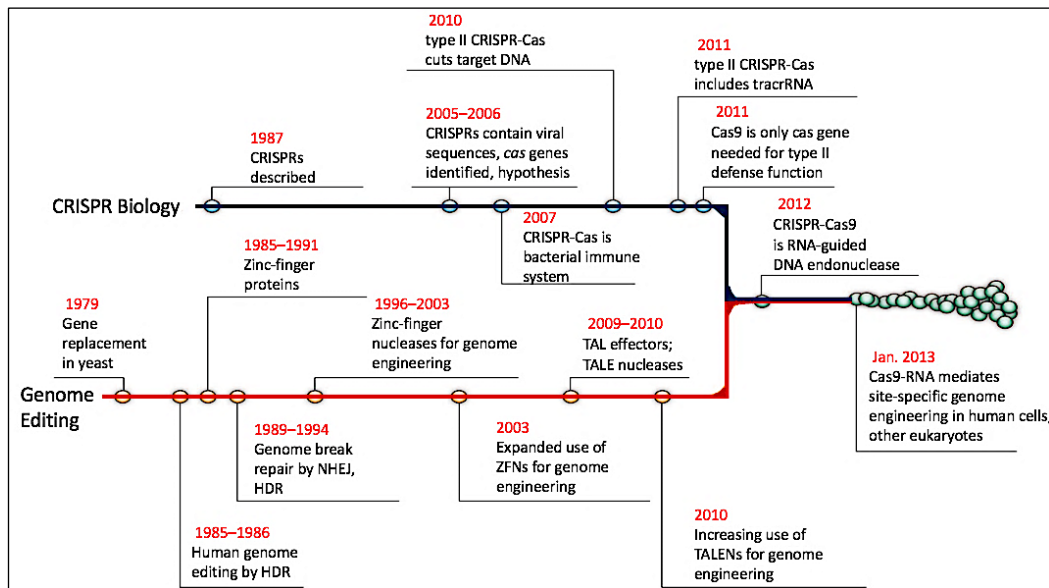 2010
type II CRISPR-Cas
cuts target DNA
2011
type II CRISPR-Cas
includes tracrRNA
2005–2006
CRISPRs contain viral
sequences, cas genes
identified, hypothesis
2011
Cas9 is only cas gene
needed for type II
defense function
1987
CRISPRs
described
CRISPR Biology
2007
CRISPR-Cas is
bacterial immune
system
2012
CRISPR-Cas9
is RNA-guided
DNA endonuclease
1985–1991
Zinc-finger
proteins
1979
Gene
replacement
in yeast
1996–2003
Zinc-finger
nucleases for genome
engineering
2009–2010
TAL effectors;
TALE nucleases
Jan. 2013
Cas9-RNA mediates
site-specific genome
engineering in human cells,
other eukaryotes
Genome
Editing
1989–1994
Genome break
repair by NHEJ,
HDR
2003
Expanded use of
ZFNs for genome
engineering
1985–1986
Human genome
editing by HDR
2010
Increasing use of
TALENs for genome
engineering